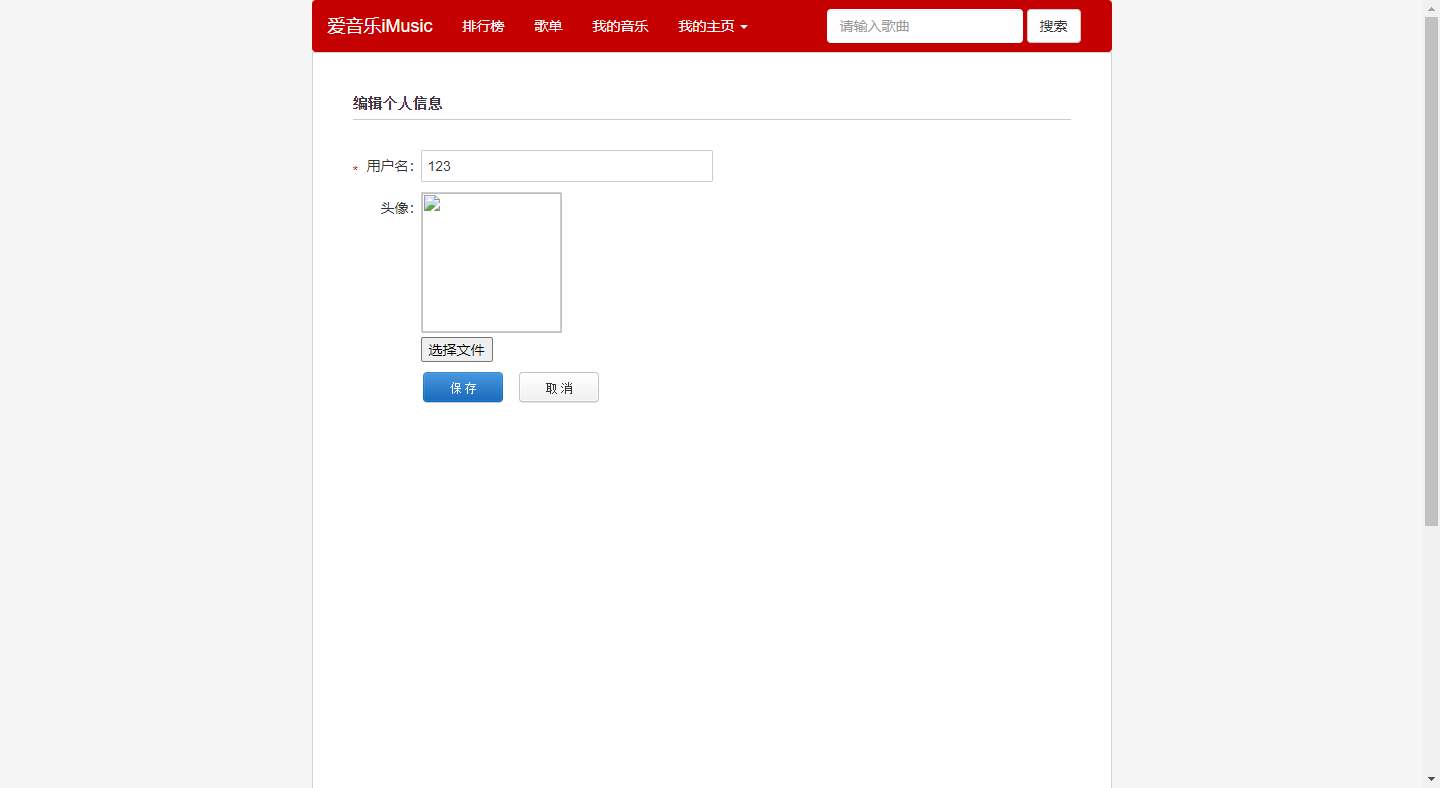 爱音乐iMusic 排行榜 歌单 我的音乐 我的主页 请输入歌曲 搜索
编辑个人信息
* 用户名: 123
头像:
选择文件
保存 取消